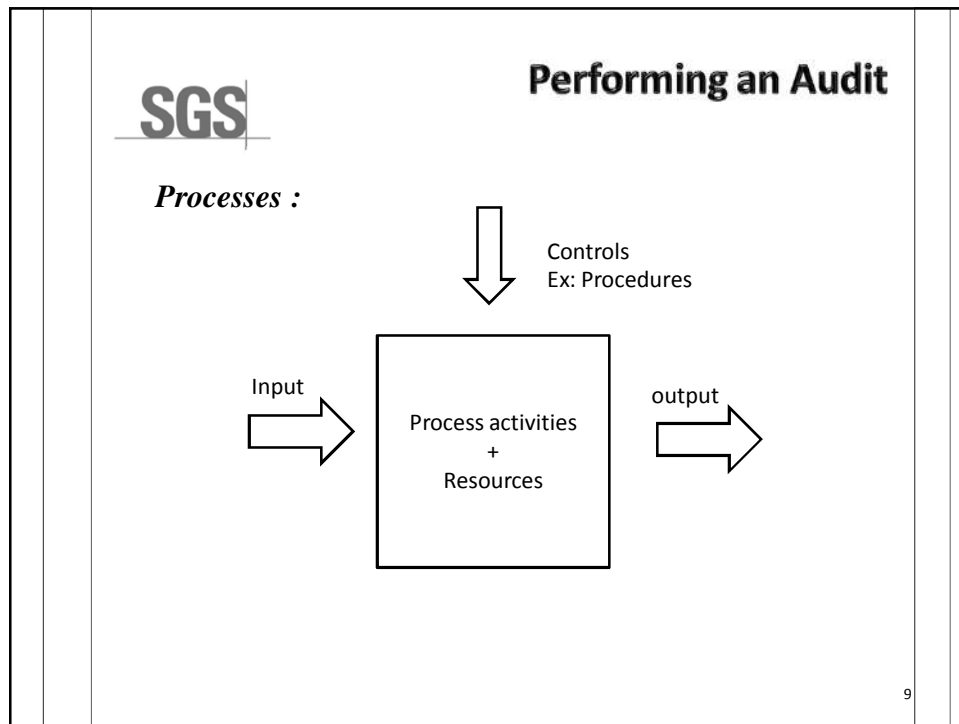 SGS
Performing an Audit
Processes :
Controls
Ex: Procedures
Input
output
Process activities
+
Resources
9